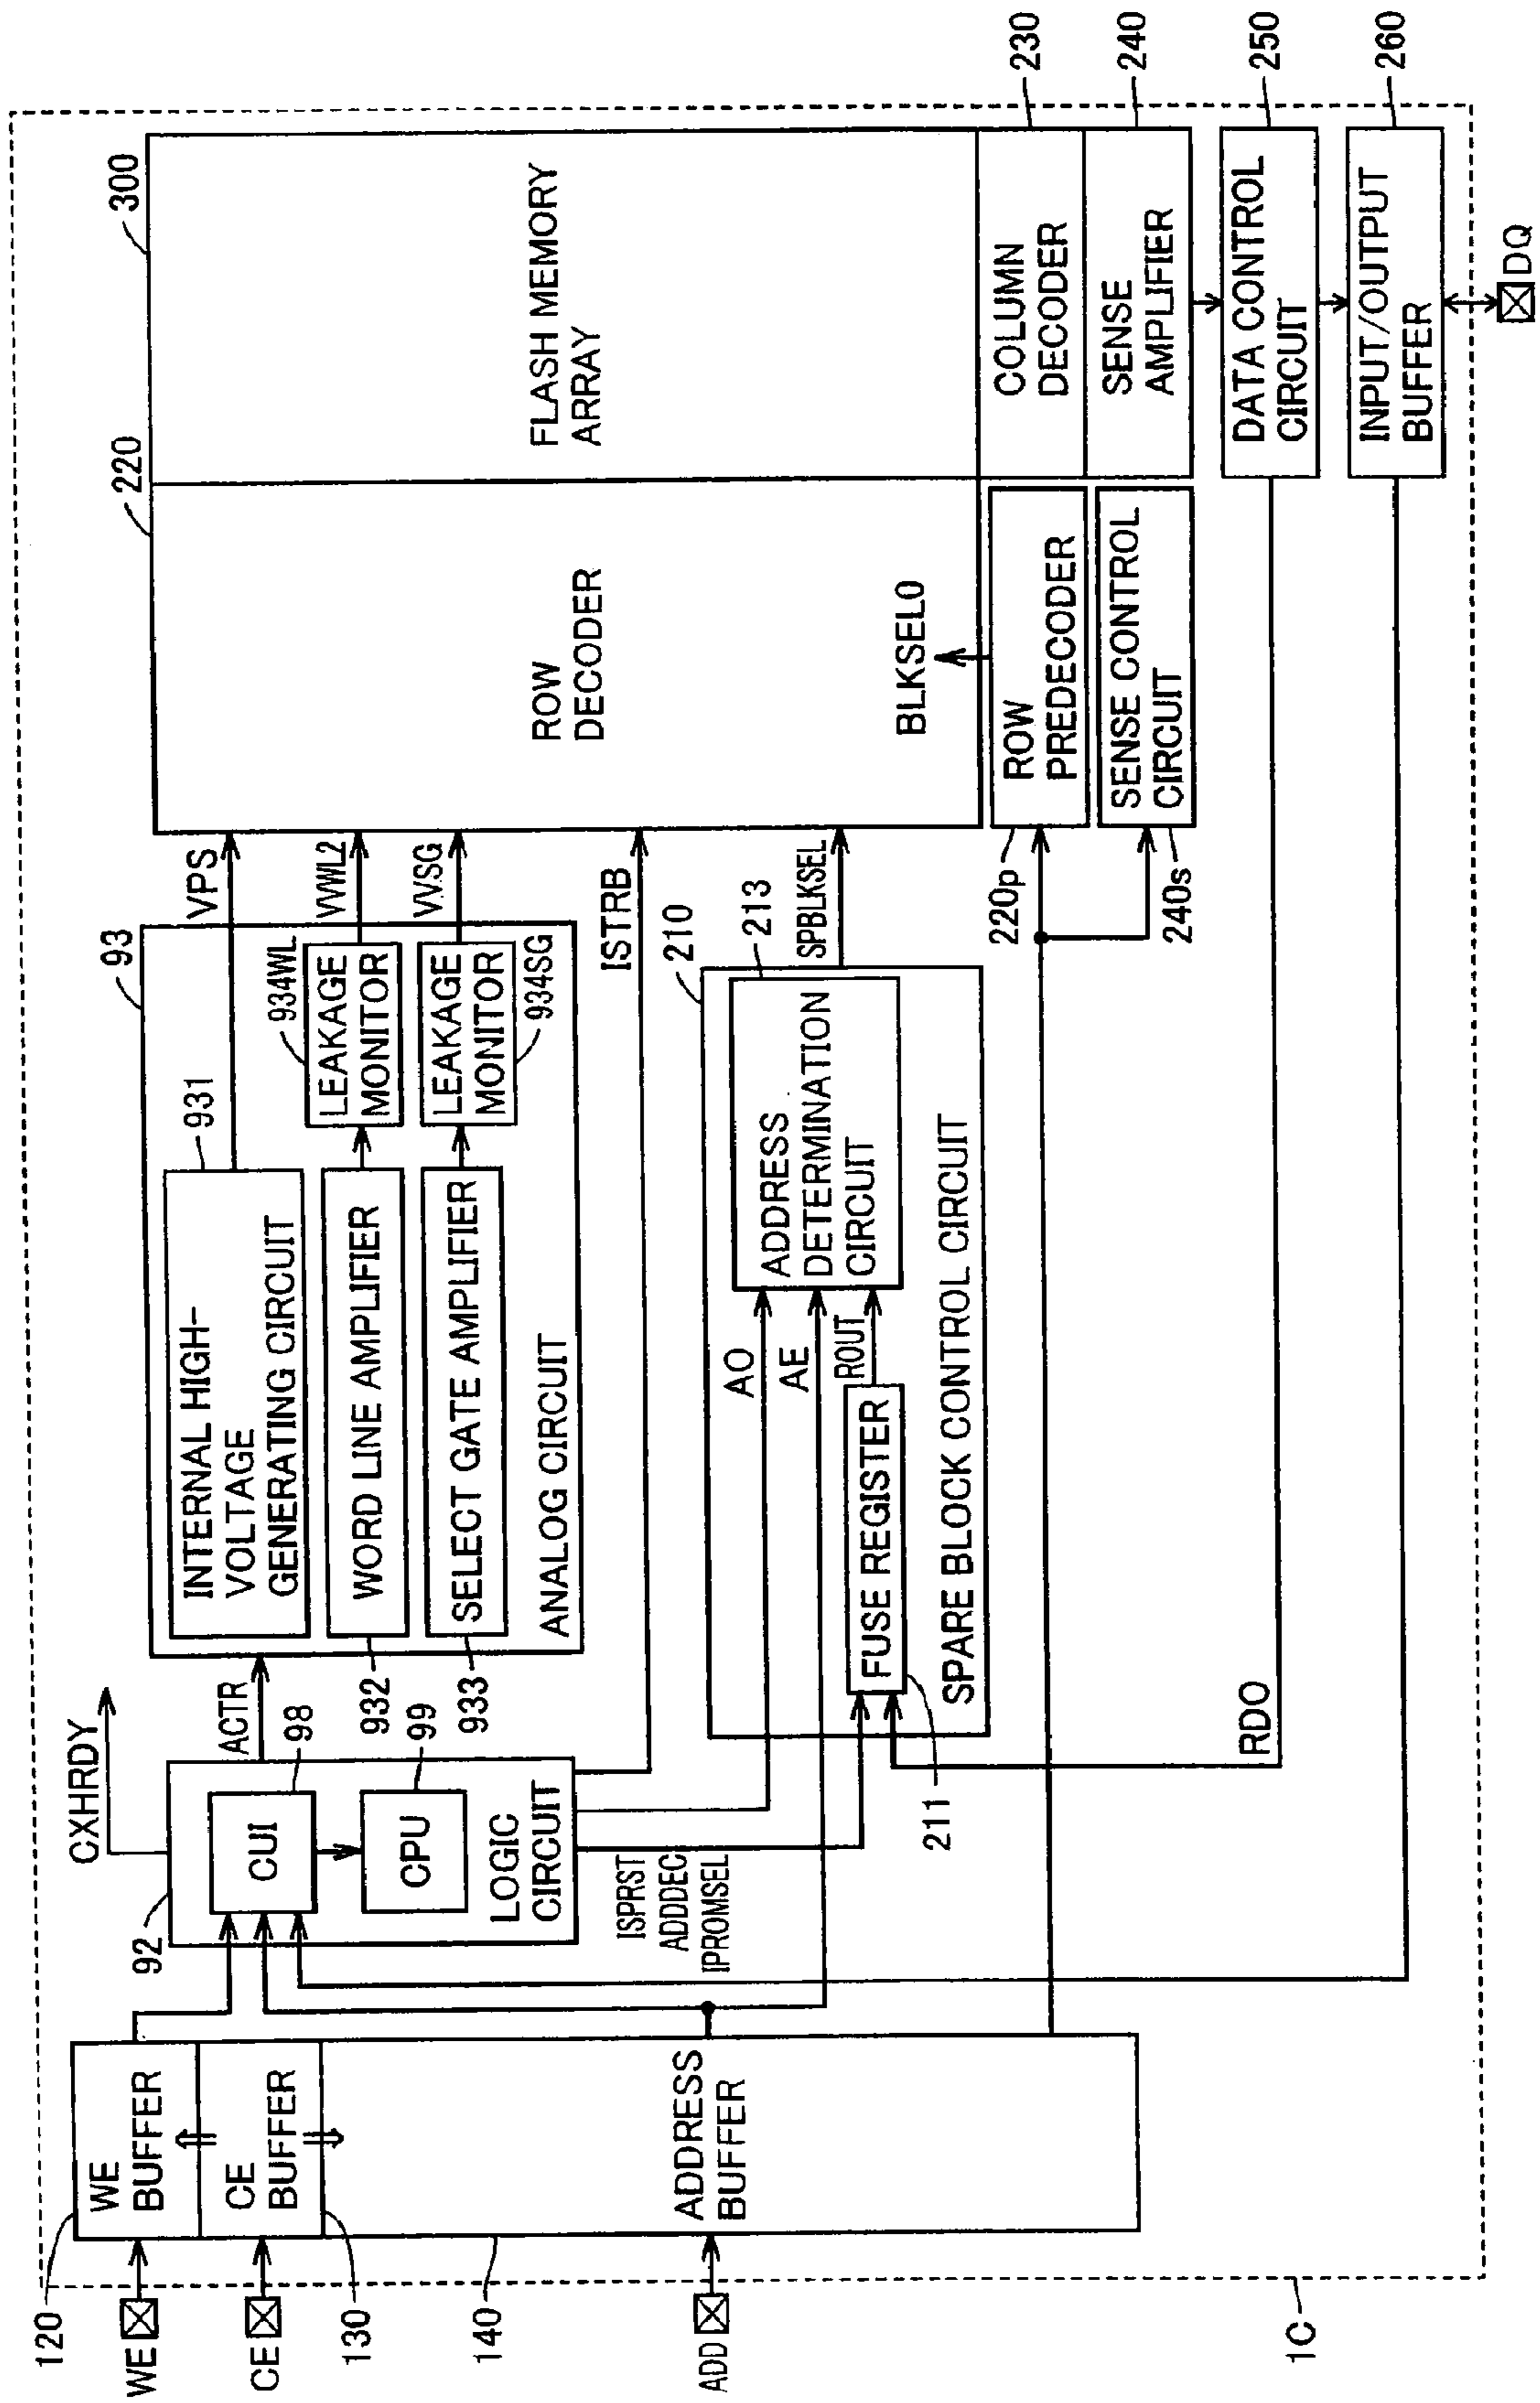 300
220
FLASH MEMORY
ARRAY
ROW
DECODER
BLKSEL0
COLUMN
DECODER
230
SENSE
AMPLIFIER
240
ROW
PREDECODER
220p
SENSE CONTROL
CIRCUIT
240s
DATA CONTROL
CIRCUIT
250
INPUT/OUTPUT
BUFFER
260
DQ
93
VPS
VVWL2
VVSG
ISTRB
SPBLKSEL
931
INTERNAL HIGH-
VOLTAGE
GENERATING CIRCUIT
WORD LINE AMPLIFIER
932
SELECT GATE AMPLIFIER
933
LEAKAGE
MONITOR
934WL
LEAKAGE
MONITOR
934SG
ANALOG CIRCUIT
210
213
ADDRESS
DETERMINATION
CIRCUIT
AO
AE
ROUT
FUSE REGISTER
211
SPARE BLOCK CONTROL CIRCUIT
RDO
CXHRDY
ACTR
92
CUI
98
CPU
99
LOGIC
CIRCUIT
ISPRST
ADDDEC
IPROMSEL
120
WE
BUFFER
CE
BUFFER
130
140
ADDRESS
BUFFER
WE
CE
ADD
1C